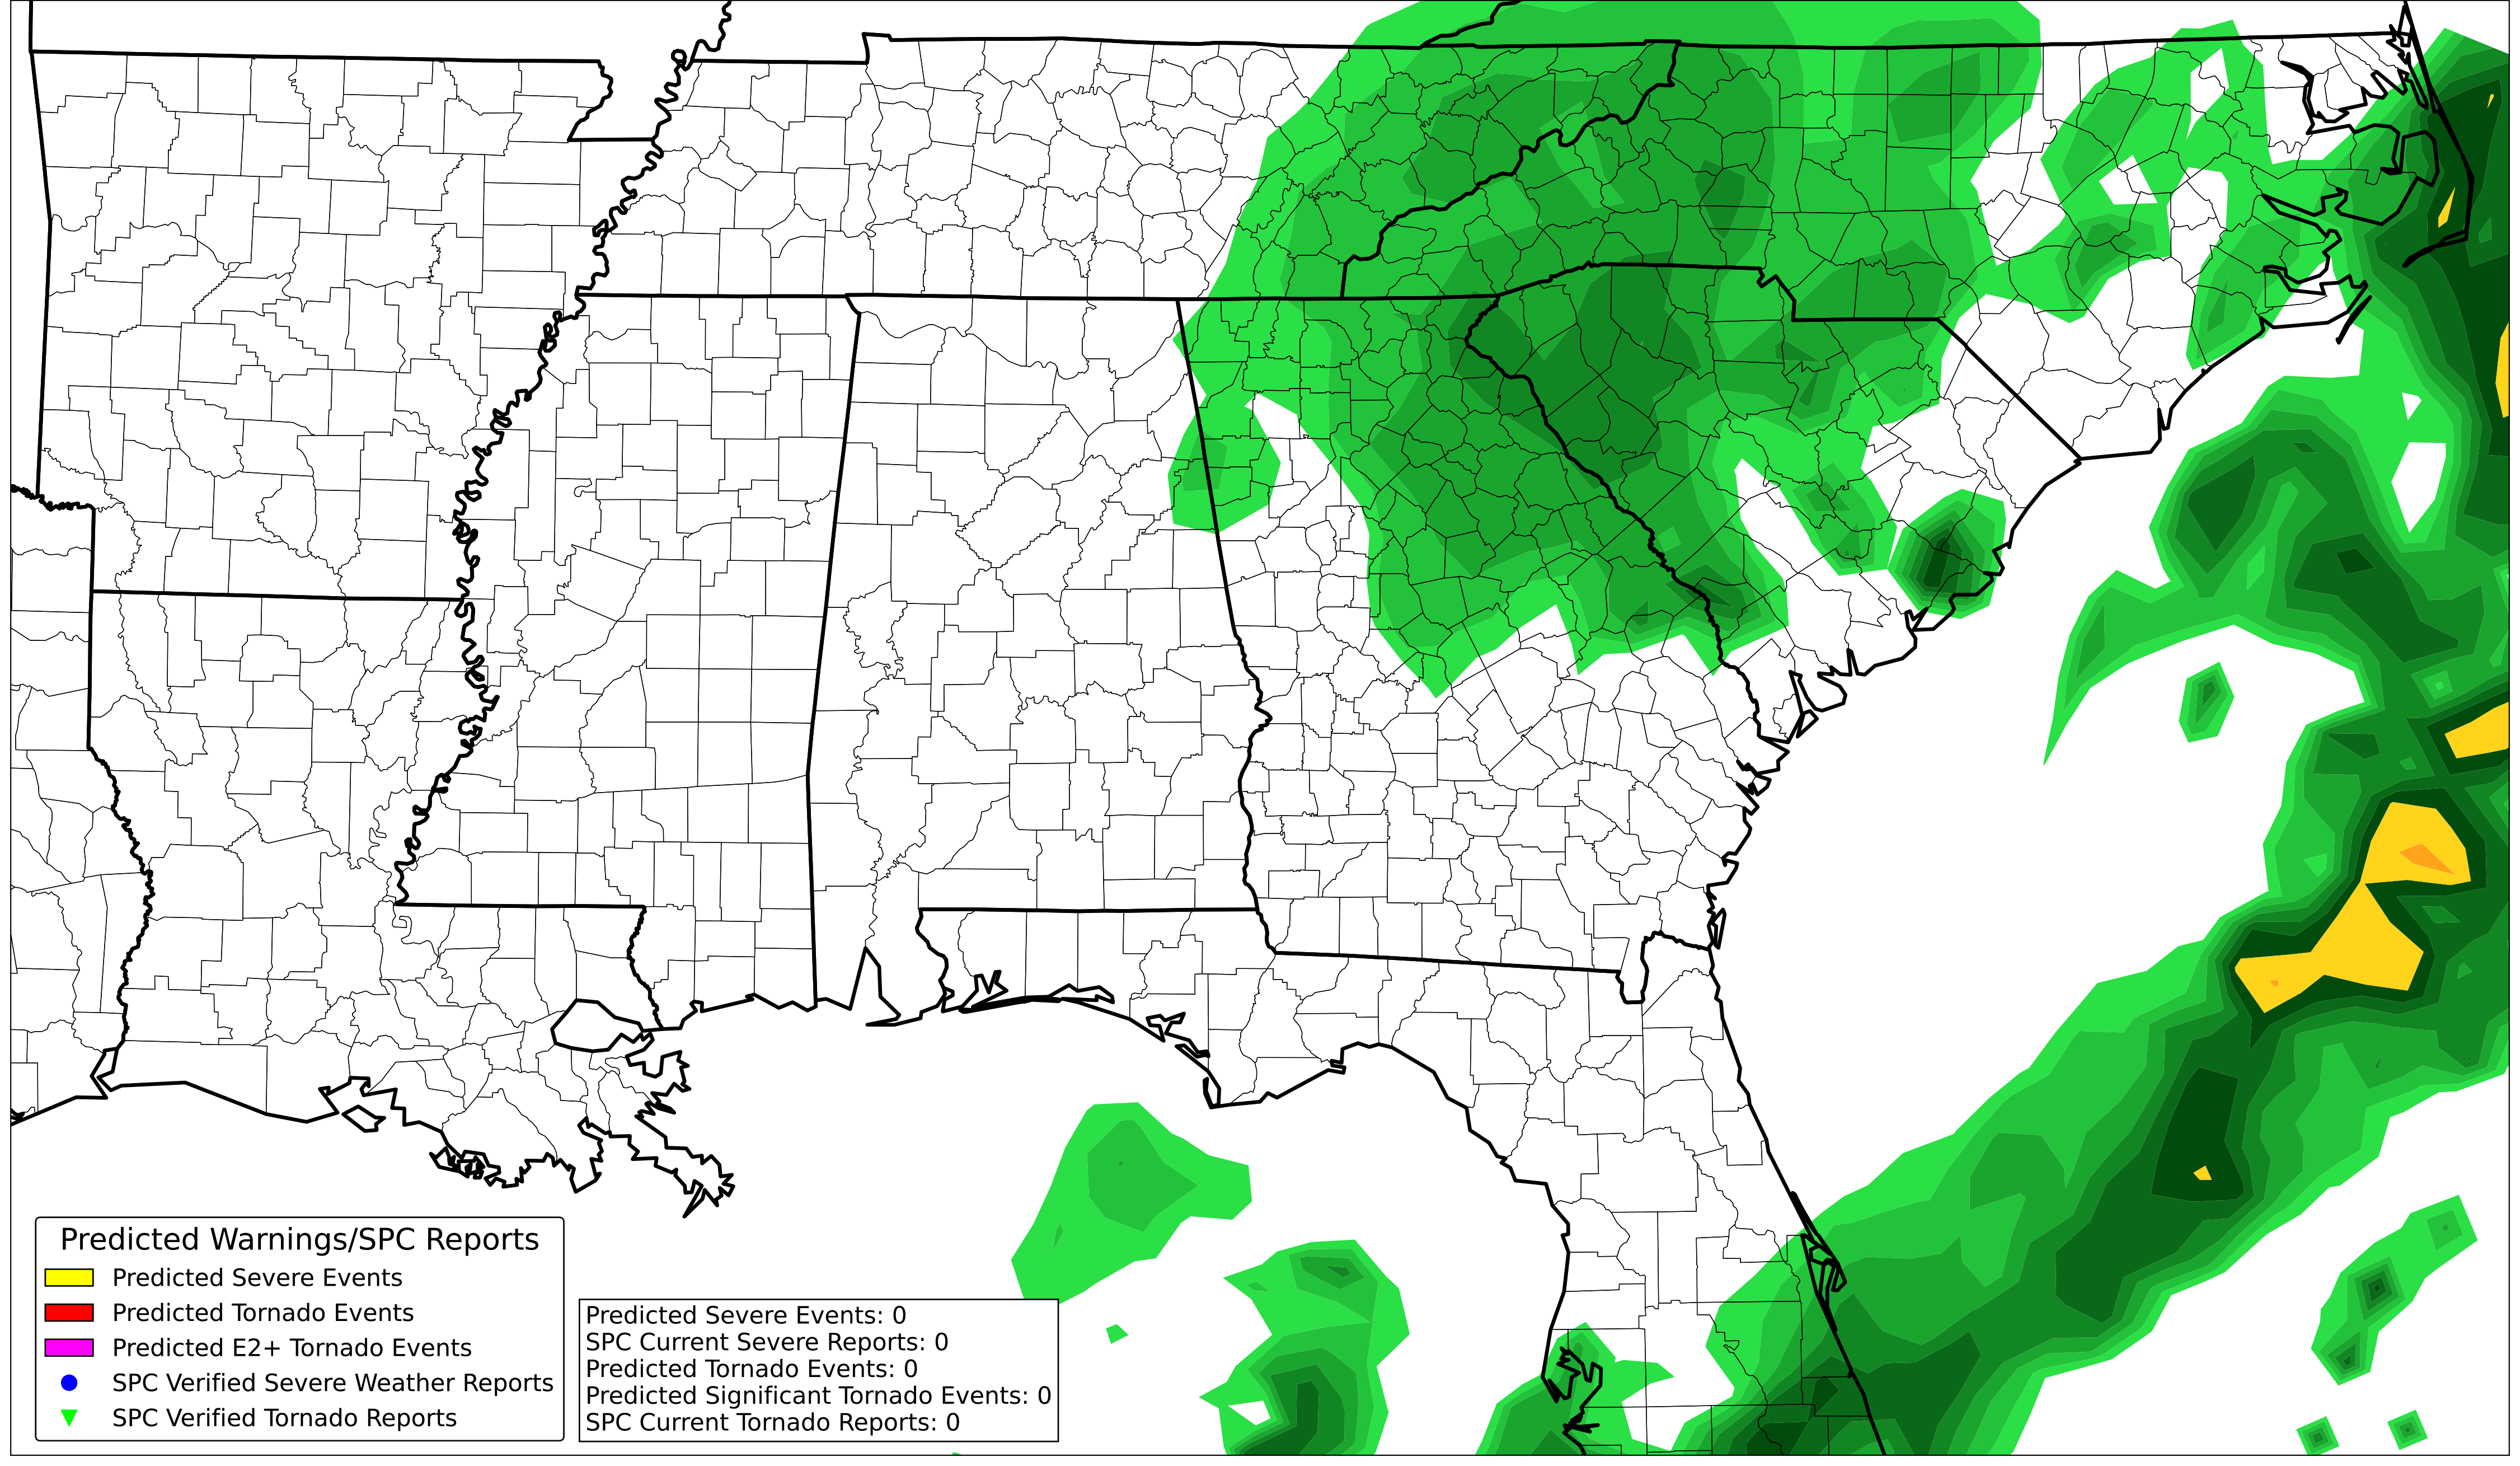 Predicted Warnings/SPC Reports
Predicted Severe Events
Predicted Tornado Events
Predicted E2+ Tornado Events
SPC Verified Severe Weather Reports
SPC Verified Tornado Reports
Predicted Severe Events: 0
SPC Current Severe Reports: 0
Predicted Tornado Events: 0
Predicted Significant Tornado Events: 0
SPC Current Tornado Reports: 0